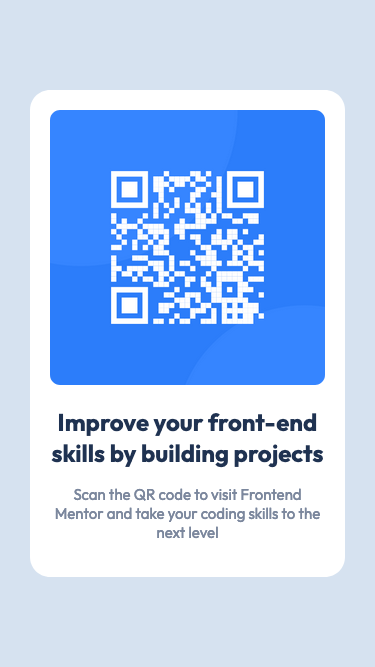 Improve your front-end
skills by building projects
Scan the QR code to visit Frontend
Mentor and take your coding skills to the
next level